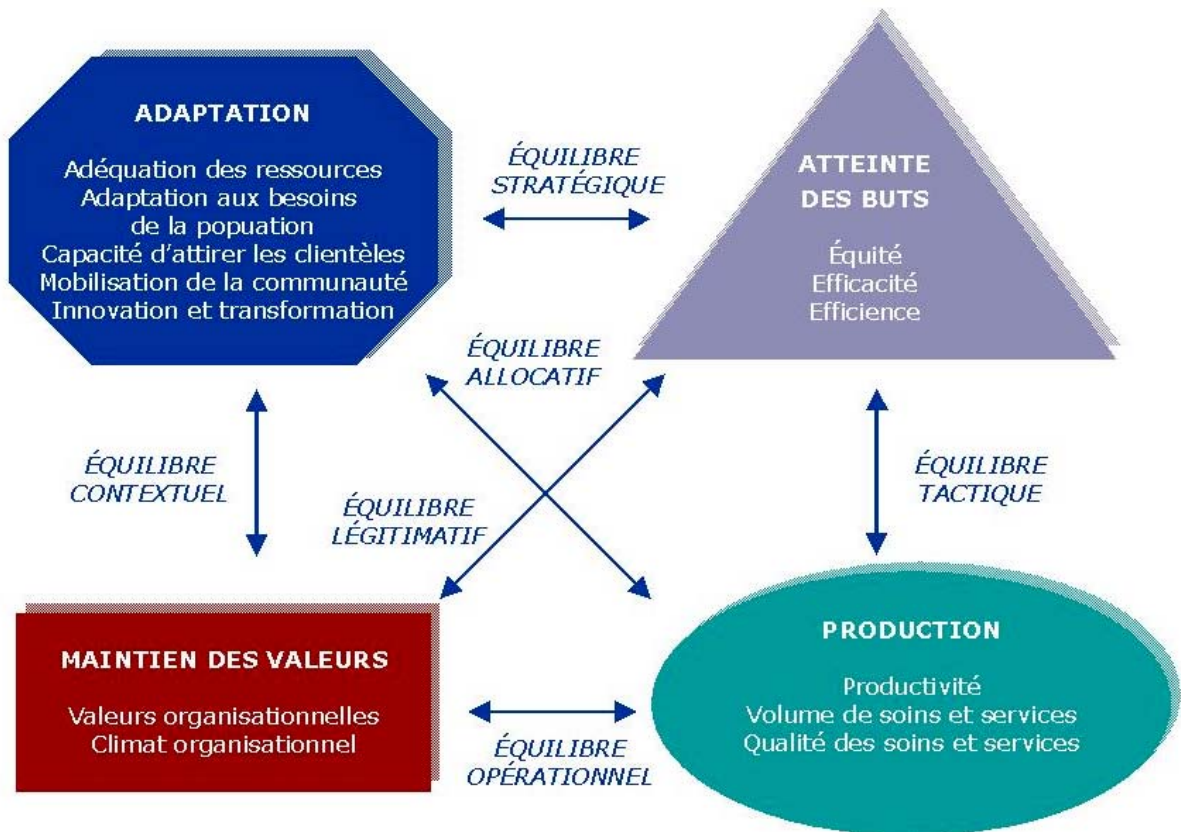 ADAPTATION
Adéquation des ressources
Adaptation aux besoins
de la popuation
Capacité d'attirer les clientèles
Mobilisation de la communauté
Innovation et transformation
ÉQUILIBRE
STRATÉGIQUE
ATTEINTE
DES BUTS
Équité
Efficacité
Efficience
ÉQUILIBRE
ALLOCATIF
ÉQUILIBRE
CONTEXTUEL
ÉQUILIBRE
LÉGITIMATIF
ÉQUILIBRE
TACTIQUE
MAINTIEN DES VALEURS
Valeurs organisationnelles
Climat organisationnel
ÉQUILIBRE
OPÉRATIONNEL
PRODUCTION
Productivité
Volume de soins et services
Qualité des soins et services